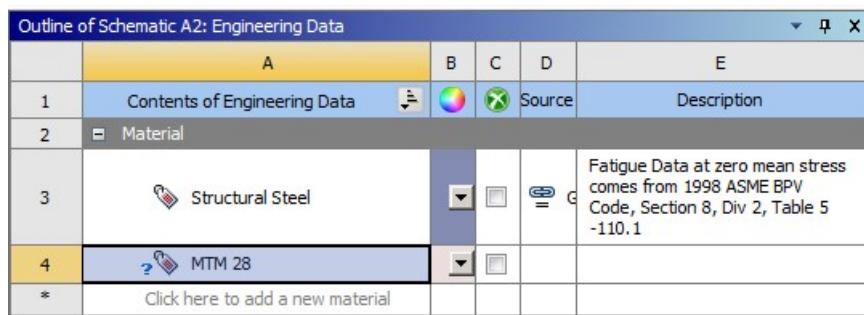 Outline of Schematic A2: Engineering Data
A B C D E
1 Contents of Engineering Data Source Description
2 Material
3 Structural Steel G Fatigue Data at zero mean stress
comes from 1998 ASME BPV
Code, Section 8, Div 2, Table 5
-110.1
4 ? MTM 28
* Click here to add a new material